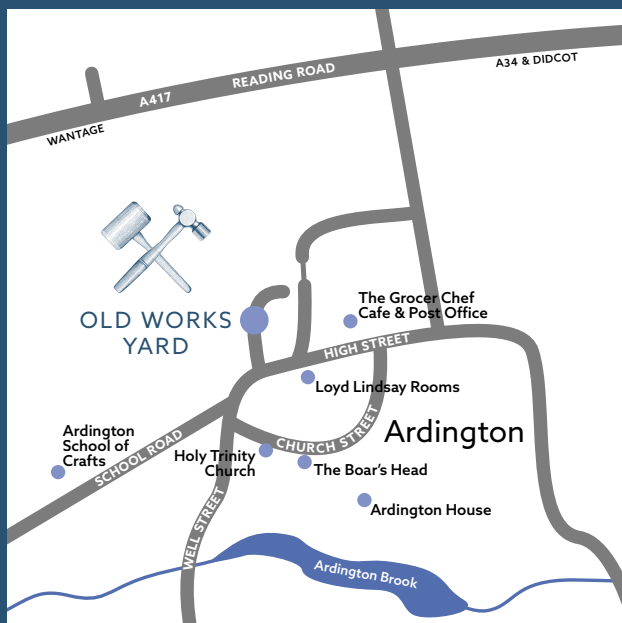 A34 & DIDCOT
READING ROAD
A417
WANTAGE
OLD WORKS
YARD
The Grocer Chef
Cafe & Post Office
HIGH STREET
Loyd Lindsay Rooms
Ardington
School of
Crafts
SCHOOL ROAD
CHURCH STREET
Ardington
Holy Trinity
Church
The Boar's Head
Ardington House
WELL STREET
Ardington Brook